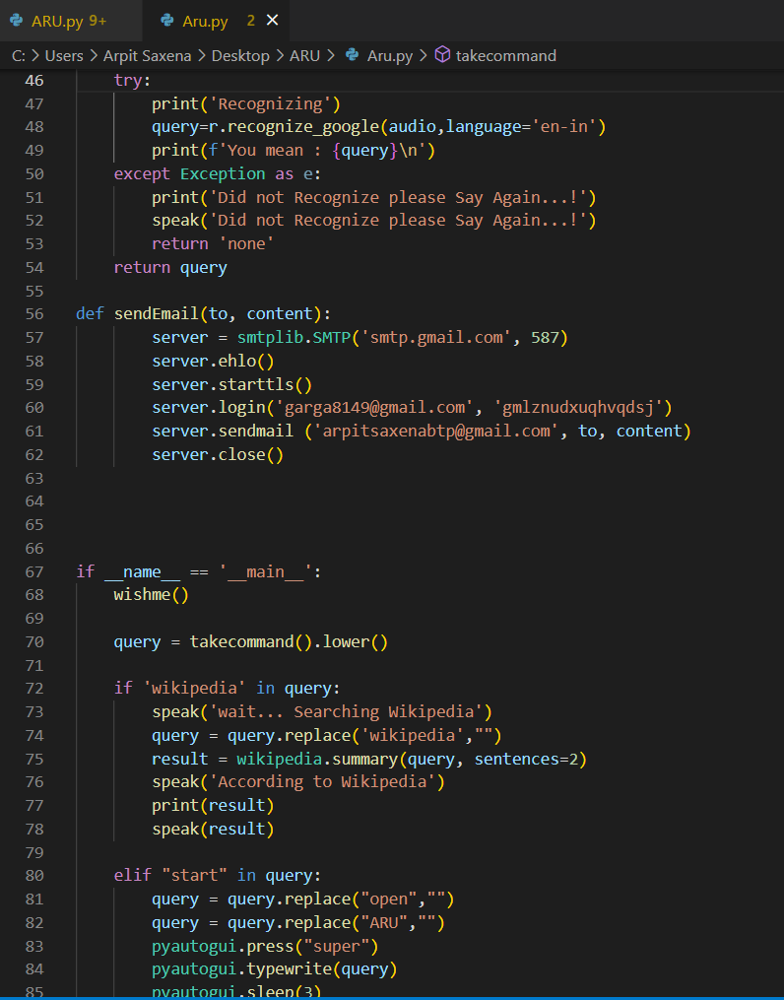 ARU.py 9+ Aru.py 2 ×
C: > Users > Arpit Saxena > Desktop > ARU > Aru.py > takecommand
46 try:
47 print('Recognizing')
48 query=r.recognize_google(audio,language='en-in')
49 print(f'You mean : {query}\n')
50 except Exception as e:
51 print('Did not Recognize please Say Again...!')
52 speak('Did not Recognize please Say Again...!')
53 return 'none'
54 return query
55
56 def sendEmail(to, content):
57 server = smtplib.SMTP('smtp.gmail.com', 587)
58 server.ehlo()
59 server.starttls()
60 server.login('garga8149@gmail.com', 'gmlznudxuqhvqdsj')
61 server.sendmail ('arpitsaxenabtp@gmail.com', to, content)
62 server.close()
63
64
65
66
67 if __name__ == '__main__':
68 wishme()
69
70 query = takecommand().lower()
71
72 if 'wikipedia' in query:
73 speak('wait... Searching Wikipedia')
74 query = query.replace('wikipedia',"")
75 result = wikipedia.summary(query, sentences=2)
76 speak('According to Wikipedia')
77 print(result)
78 speak(result)
79
80 elif "start" in query:
81 query = query.replace("open","")
82 query = query.replace("ARU","")
83 pyautogui.press("super")
84 pyautogui.typewrite(query)
85 pyautogui.sleep(3)